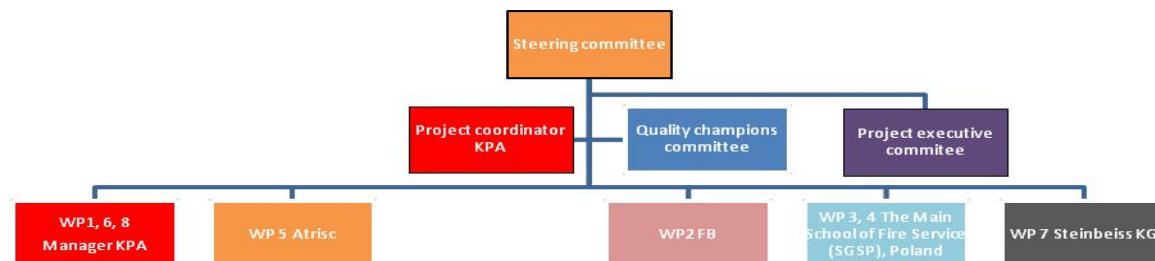 Steering committee
Project coordinator
KPA
Quality champions
committee
Project executive
commitee
WP1, 6, 8
Manager KPA
WP 5 Atrisc
WP2 FB
WP 3, 4 The Main
School of Fire Service
(SGSP), Poland
WP 7 Steinbeiss KG